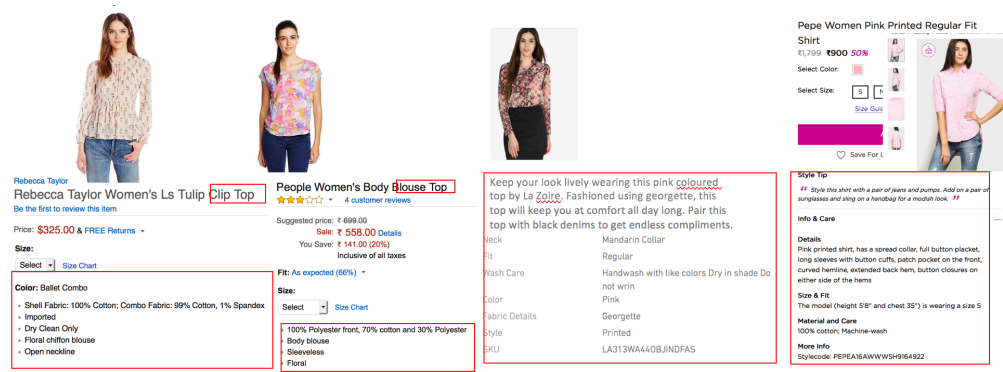 Rebecca Taylor
Rebecca Taylor Women's Ls Tulip Clip Top
Be the first to review this item
Price: $325.00 & FREE Returns
Size:
Select
Size Chart
Color: Ballet Combo
Shell Fabric: 100% Cotton; Combo Fabric: 99% Cotton, 1% Spandex
Imported
Dry Clean Only
Floral chiffon blouse
Open neckline
People Women's Body Blouse Top
4 customer reviews
Suggested price: ₹ 699.00
Sale: ₹ 558.00 Details
You Save: ₹ 141.00 (20%)
Inclusive of all taxes
Fit: As expected (66%)
Size:
Select
Size Chart
100% Polyester front, 70% cotton and 30% Polyester
Body blouse
Sleeveless
Floral
Keep your look lively wearing this pink coloured
top by La Zoire. Fashioned using georgette, this
top will keep you at comfort all day long. Pair this
top with black denims to get endless compliments.
Neck Mandarin Collar
Fit Regular
Wash Care Handwash with like colors Dry in shade Do
not wrin
Color Pink
Fabric Details Georgette
Style Printed
SKU LA313WA44OBJINDFAS
Pepe Women Pink Printed Regular Fit
Shirt
₹1,799 ₹900 50%
Select Color:
Select Size: S
Size Guid
Save For L
Style Tip
" Style this shirt with a pair of jeans and pumps. Add on a pair of
sunglasses and sling on a handbag for a modish look. "
Info & Care
Details
Pink printed shirt, has a spread collar, full button placket,
long sleeves with button cuffs, patch pocket on the front,
curved hemline, extended back hem, button closures on
either side of the hems
Size & Fit
The model (height 5'8" and chest 35") is wearing a size S
Material and Care
100% cotton; Machine-wash
More Info
Stylecode: PEPEA16AWWWSH9164922